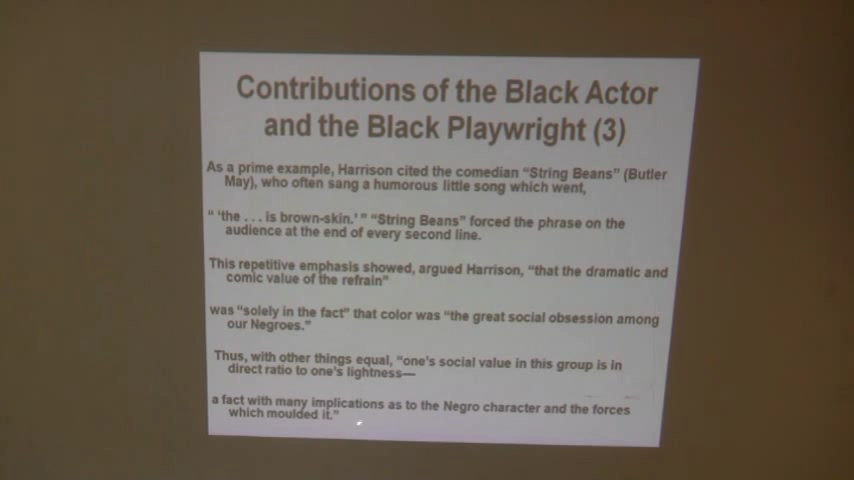 Contributions of the Black Actor
and the Black Playwright (3)
As a prime example, Harrison cited the comedian “String Beans” (Butler
May), who often sang a humorous little song which went,
“ ‘the . . . is brown-skin.’ ” “String Beans” forced the phrase on the
audience at the end of every second line.
This repetitive emphasis showed, argued Harrison, “that the dramatic and
comic value of the refrain”
was “solely in the fact” that color was “the great social obsession among
our Negroes.”
Thus, with other things equal, “one’s social value in this group is in
direct ratio to one’s lightness—
a fact with many implications as to the Negro character and the forces
which moulded it.”